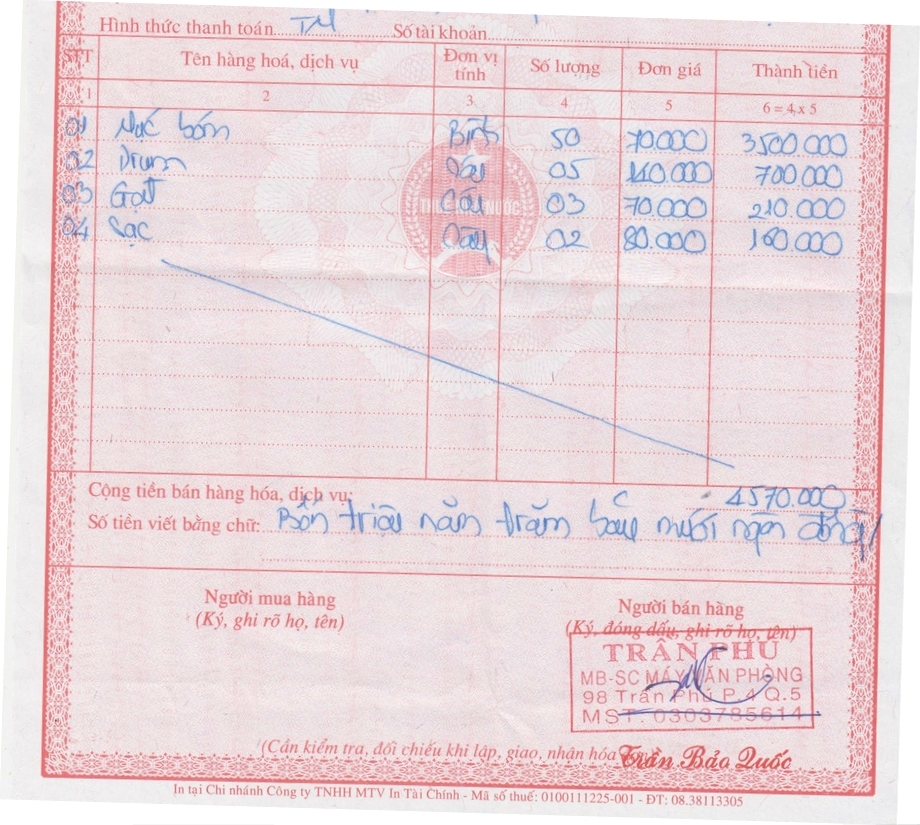 Hình thức thanh toán TM Số tài khoản
STT Tên hàng hoá, dịch vụ Đơn vị tính Số lượng Đơn giá Thành tiền
1 2 3 4 5 6 = 4 x 5
01 Mực bơm Bình 50 70.000 3500.000
02 Drum 05 140.000 700.000
03 Gạt Cái 03 70.000 210.000
04 Sạc Cây 02 80.000 160.000
Cộng tiền bán hàng hóa, dịch vụ: 4570.000
Số tiền viết bằng chữ: Bốn triệu năm trăm bảy mươi ngàn đồng
Người mua hàng
(Ký, ghi rõ họ, tên)
Người bán hàng
(Ký, đóng dấu, ghi rõ họ, tên)
TRẦN PHÚ
MB-SC MÁY VĂN PHÒNG
98 Trần Phú P.4 Q.5
MST: 0303785614
(Cần kiểm tra, đối chiếu khi lập, giao, nhận hóa
Trần Bảo Quốc
In tại Chi nhánh Công ty TNHH MTV In Tài Chính - Mã số thuế: 0100111225-001 - ĐT: 08.38113305